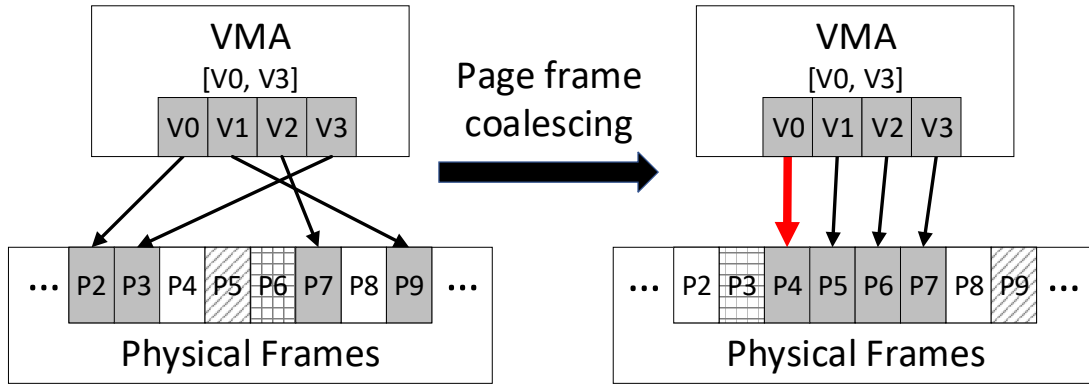 VMA
[V0, V3]
V0 V1 V2 V3
... P2 P3 P4 P5 P6 P7 P8 P9 ...
Physical Frames
Page frame
coalescing
VMA
[V0, V3]
V0 V1 V2 V3
... P2 P3 P4 P5 P6 P7 P8 P9 ...
Physical Frames